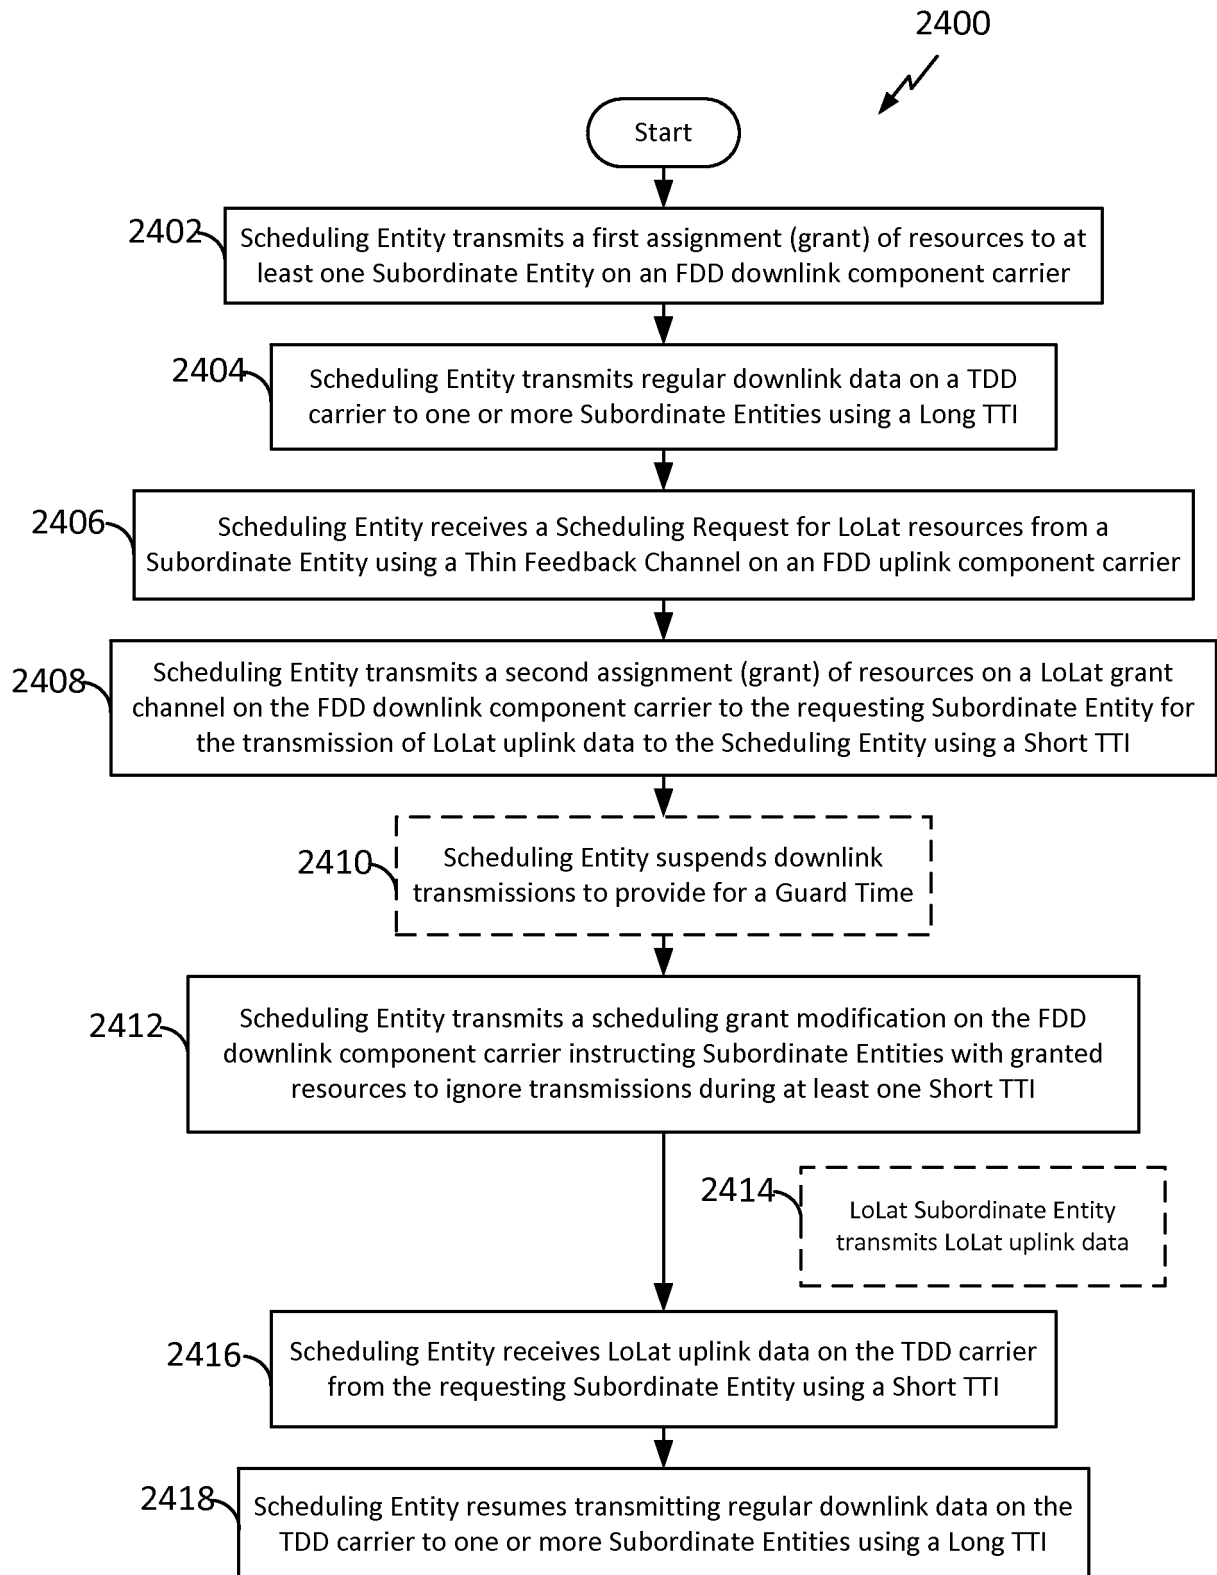 2400
Start
2402
Scheduling Entity transmits a first assignment (grant) of resources to at
least one Subordinate Entity on an FDD downlink component carrier
2404
Scheduling Entity transmits regular downlink data on a TDD
carrier to one or more Subordinate Entities using a Long TTI
2406
Scheduling Entity receives a Scheduling Request for LoLat resources from a
Subordinate Entity using a Thin Feedback Channel on an FDD uplink component carrier
2408
Scheduling Entity transmits a second assignment (grant) of resources on a LoLat grant
channel on the FDD downlink component carrier to the requesting Subordinate Entity for
the transmission of LoLat uplink data to the Scheduling Entity using a Short TTI
2410
Scheduling Entity suspends downlink
transmissions to provide for a Guard Time
2412
Scheduling Entity transmits a scheduling grant modification on the FDD
downlink component carrier instructing Subordinate Entities with granted
resources to ignore transmissions during at least one Short TTI
2414
LoLat Subordinate Entity
transmits LoLat uplink data
2416
Scheduling Entity receives LoLat uplink data on the TDD carrier
from the requesting Subordinate Entity using a Short TTI
2418
Scheduling Entity resumes transmitting regular downlink data on the
TDD carrier to one or more Subordinate Entities using a Long TTI